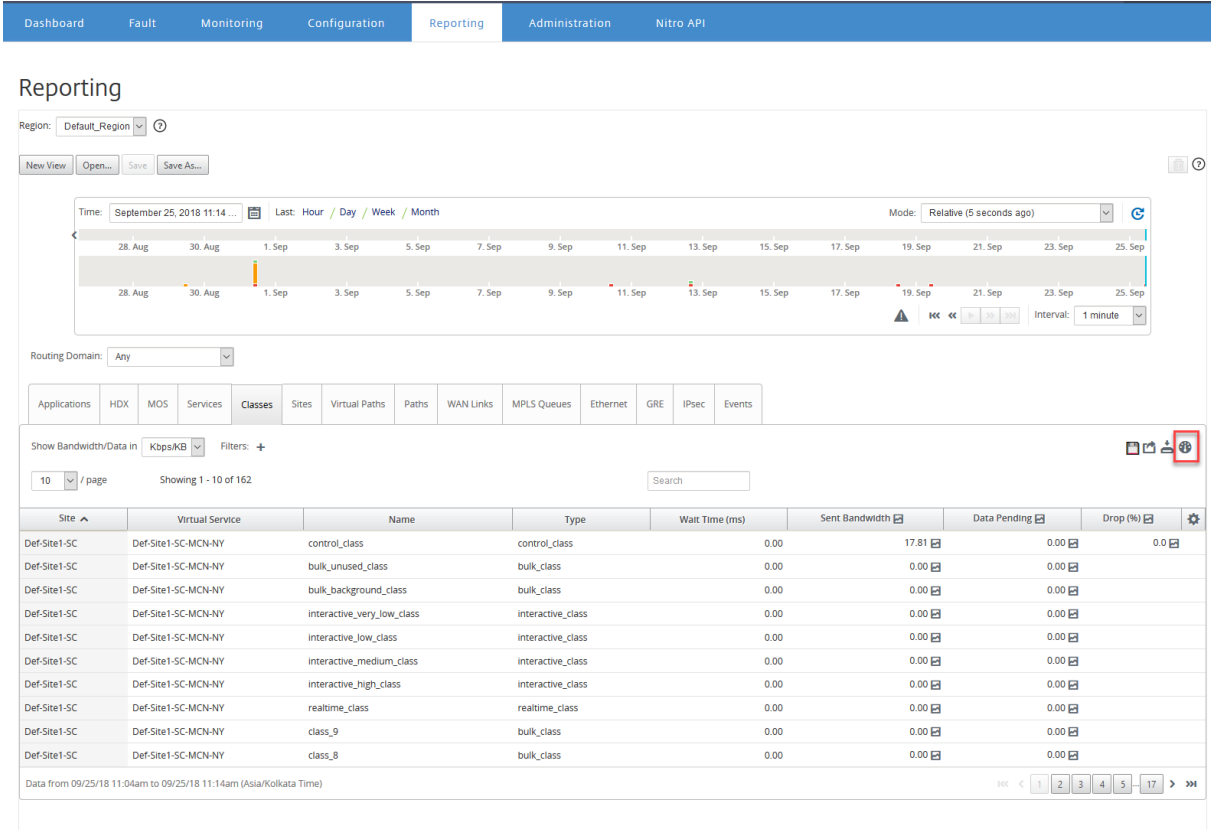 Dashboard Fault Monitoring Configuration Reporting Administration Nitro API
Reporting
Region: Default_Region ?
New View Open... Save Save As... ?
Time: September 25, 2018 11:14 ... Last: Hour / Day / Week / Month Mode: Relative (5 seconds ago)
28. Aug 30. Aug 1. Sep 3. Sep 5. Sep 7. Sep 9. Sep 11. Sep 13. Sep 15. Sep 17. Sep 19. Sep 21. Sep 23. Sep 25. Sep
28. Aug 30. Aug 1. Sep 3. Sep 5. Sep 7. Sep 9. Sep 11. Sep 13. Sep 15. Sep 17. Sep 19. Sep 21. Sep 23. Sep 25. Sep
Interval: 1 minute
Routing Domain: Any
Applications HDX MOS Services Classes Sites Virtual Paths Paths WAN Links MPLS Queues Ethernet GRE IPsec Events
Show Bandwidth/Data in Kbps/KB Filters: +
10 / page Showing 1 - 10 of 162 Search
Site Virtual Service Name Type Wait Time (ms) Sent Bandwidth Data Pending Drop (%)
Def-Site1-SC Def-Site1-SC-MCN-NY control_class control_class 0.00 17.81 0.00 0.0
Def-Site1-SC Def-Site1-SC-MCN-NY bulk_unused_class bulk_class 0.00 0.00 0.00
Def-Site1-SC Def-Site1-SC-MCN-NY bulk_background_class bulk_class 0.00 0.00 0.00
Def-Site1-SC Def-Site1-SC-MCN-NY interactive_very_low_class interactive_class 0.00 0.00 0.00
Def-Site1-SC Def-Site1-SC-MCN-NY interactive_low_class interactive_class 0.00 0.00 0.00
Def-Site1-SC Def-Site1-SC-MCN-NY interactive_medium_class interactive_class 0.00 0.00 0.00
Def-Site1-SC Def-Site1-SC-MCN-NY interactive_high_class interactive_class 0.00 0.00 0.00
Def-Site1-SC Def-Site1-SC-MCN-NY realtime_class realtime_class 0.00 0.00 0.00
Def-Site1-SC Def-Site1-SC-MCN-NY class_9 bulk_class 0.00 0.00 0.00
Def-Site1-SC Def-Site1-SC-MCN-NY class_8 bulk_class 0.00 0.00 0.00
Data from 09/25/18 11:04am to 09/25/18 11:14am (Asia/Kolkata Time) 1 2 3 4 5 ... 17